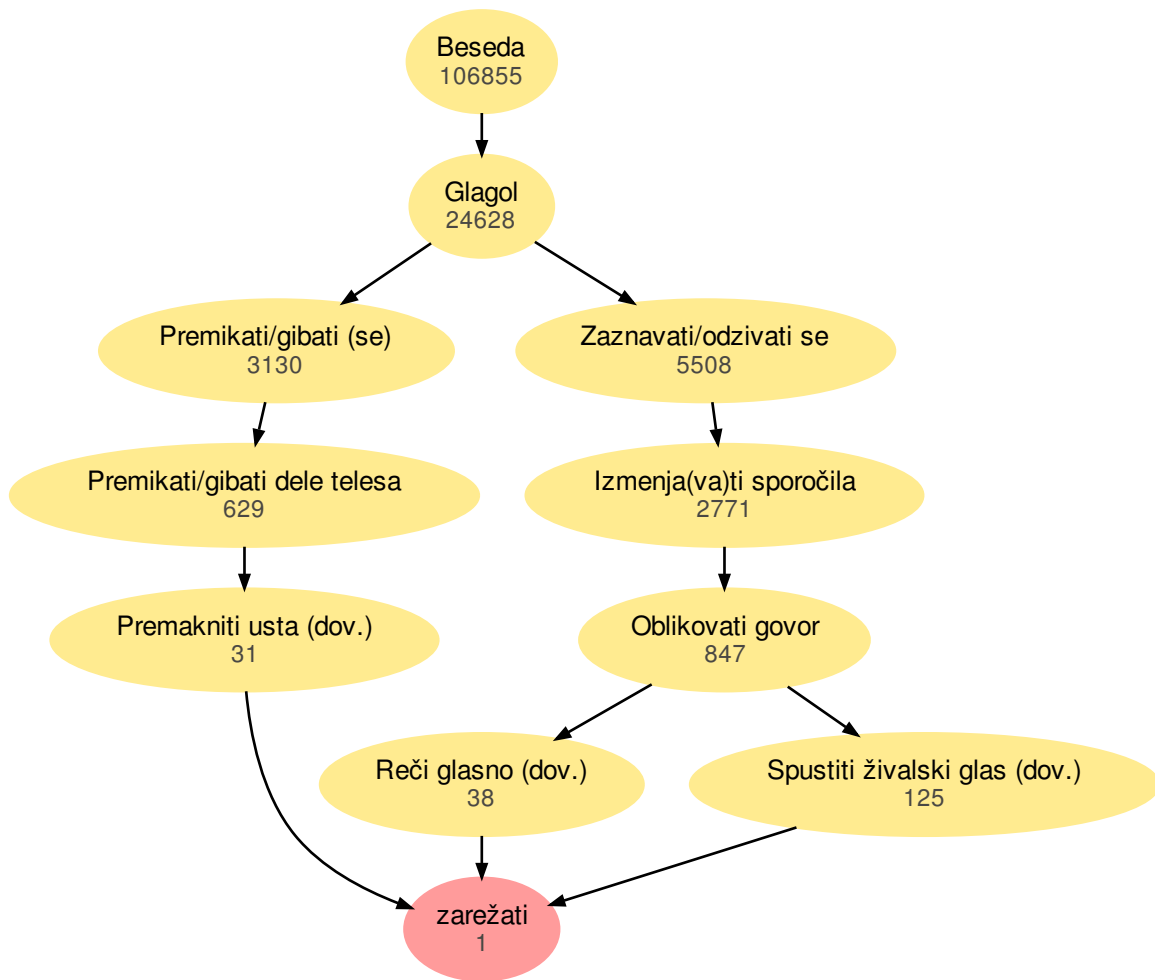 Beseda
106855
Glagol
24628
Premikati/gibati (se)
3130
Zaznavati/odzivati se
5508
Premikati/gibati dele telesa
629
Izmenja(va)ti sporočila
2771
Premakniti usta (dov.)
31
Oblikovati govor
847
Reči glasno (dov.)
38
Spustiti živalski glas (dov.)
125
zarežati
1